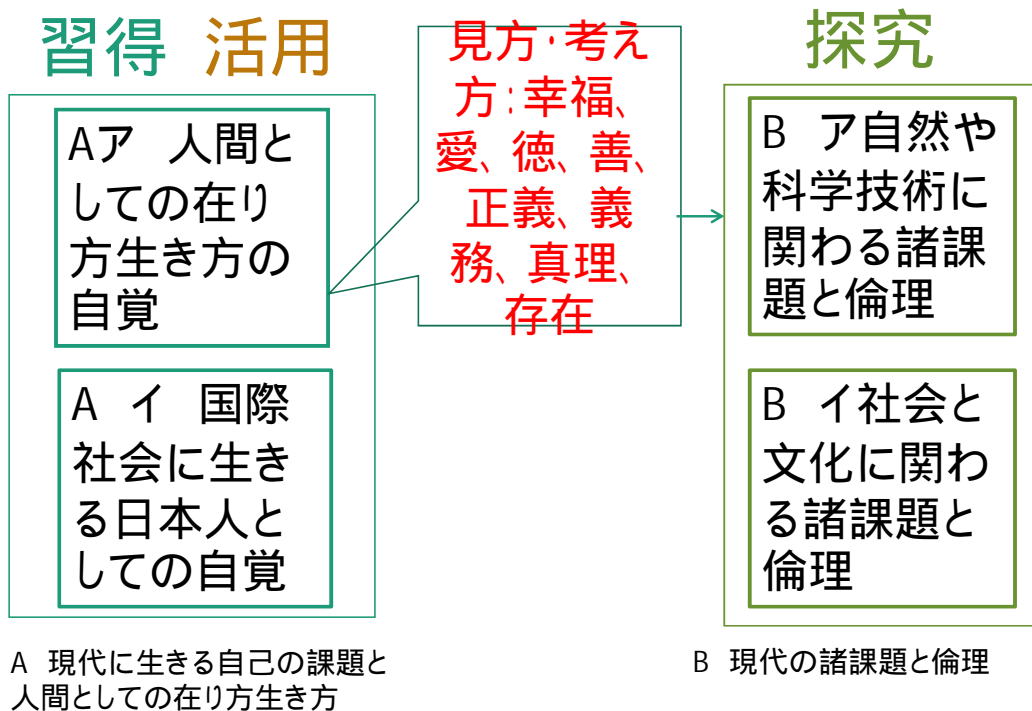 習得 活用
Aア 人間と
しての在り
方生き方の
自覚
A イ 国際
社会に生き
る日本人と
しての自覚
A 現代に生きる自己の課題と
人間としての在り方生き方
見方・考え
方:幸福、
愛、徳、善、
正義、義
務、真理、
存在
探究
B ア自然や
科学技術に
関わる諸課
題と倫理
B イ社会と
文化に関わ
る諸課題と
倫理
B 現代の諸課題と倫理